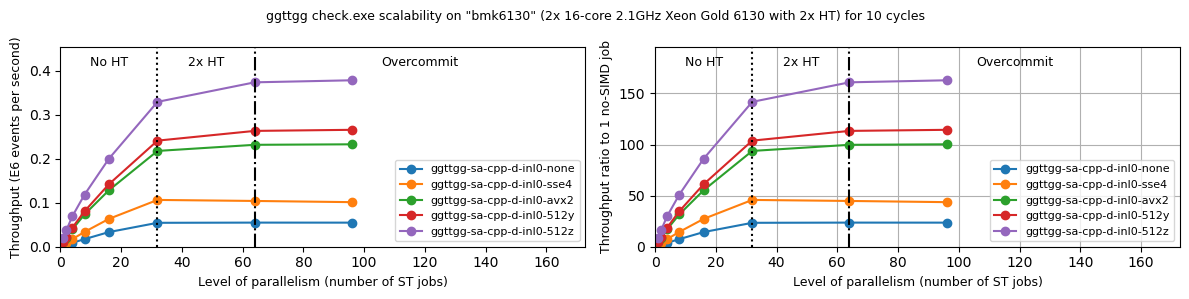 ggttgg check.exe scalability on "bmk6130" (2x 16-core 2.1GHz Xeon Gold 6130 with 2x HT) for 10 cycles
Throughput (E6 events per second)
0.4
0.3
0.2
0.1
0.0
No HT
2x HT
Overcommit
ggttgg-sa-cpp-d-inl0-none
ggttgg-sa-cpp-d-inl0-sse4
ggttgg-sa-cpp-d-inl0-avx2
ggttgg-sa-cpp-d-inl0-512y
ggttgg-sa-cpp-d-inl0-512z
0 20 40 60 80 100 120 140 160
Level of parallelism (number of ST jobs)
Throughput ratio to 1 no-SIMD job
150
100
50
0
No HT
2x HT
Overcommit
ggttgg-sa-cpp-d-inl0-none
ggttgg-sa-cpp-d-inl0-sse4
ggttgg-sa-cpp-d-inl0-avx2
ggttgg-sa-cpp-d-inl0-512y
ggttgg-sa-cpp-d-inl0-512z
0 20 40 60 80 100 120 140 160
Level of parallelism (number of ST jobs)